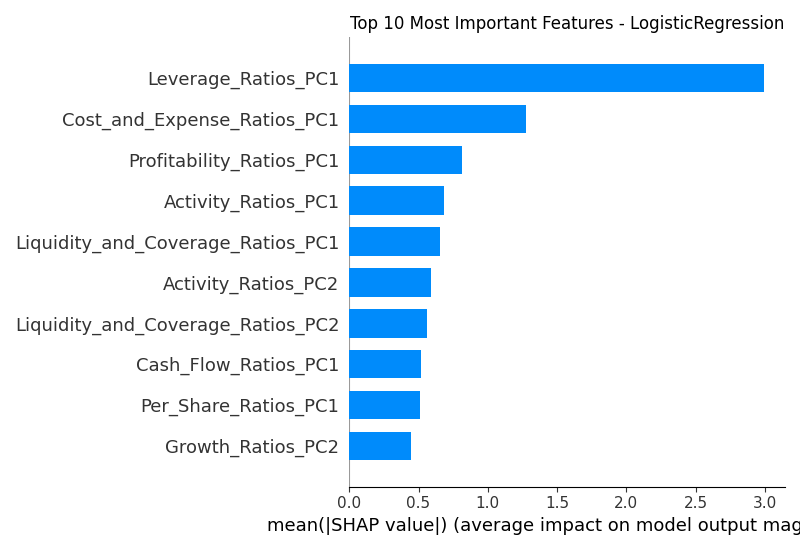 Top 10 Most Important Features - LogisticRegression
Leverage_Ratios_PC1
Cost_and_Expense_Ratios_PC1
Profitability_Ratios_PC1
Activity_Ratios_PC1
Liquidity_and_Coverage_Ratios_PC1
Activity_Ratios_PC2
Liquidity_and_Coverage_Ratios_PC2
Cash_Flow_Ratios_PC1
Per_Share_Ratios_PC1
Growth_Ratios_PC2
0.0 0.5 1.0 1.5 2.0 2.5 3.0
mean(|SHAP value|) (average impact on model output mag